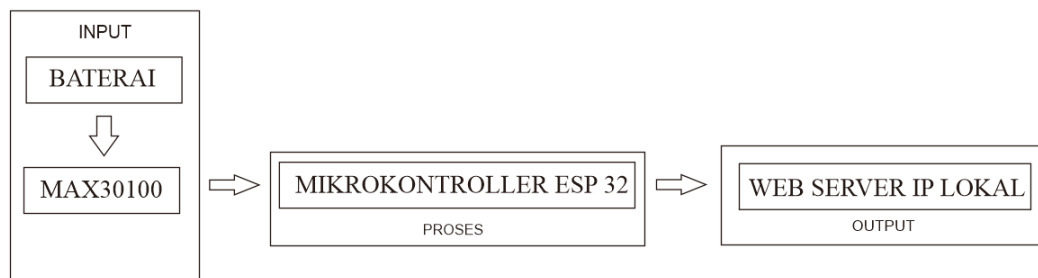 INPUT
BATERAI
MAX30100
MIKROKONTROLLER ESP 32
PROSES
WEB SERVER IP LOKAL
OUTPUT